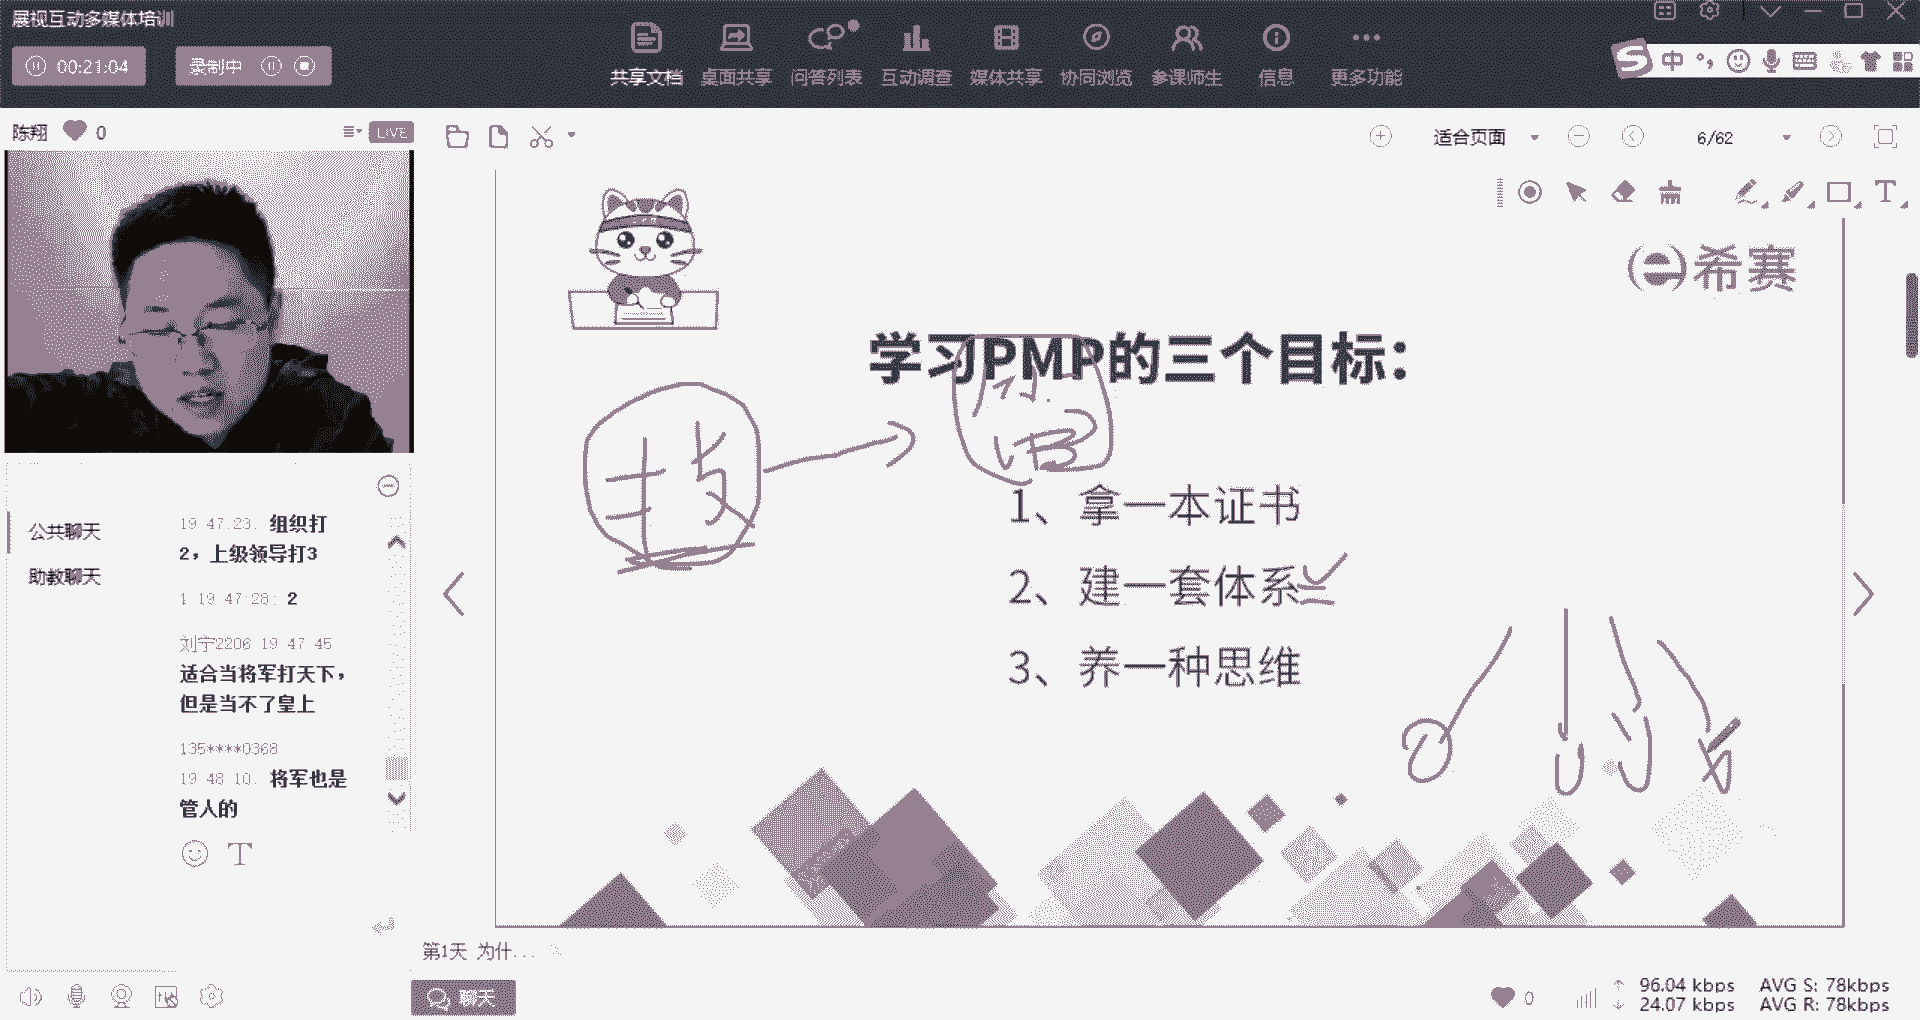 展视互动多媒体培训
00:21:04
录制中
共享文档
桌面共享
问答列表
互动调查
媒体共享
协同浏览
参课师生
信息
更多功能
中
陈翔
0
LIVE
适合页面
6/62
T
希赛
学习PMP的三个目标：
技
1、拿一本证书
2、建一套体系
3、养一种思维
公共聊天
助教聊天
19 47.23. 组织打
2，上级领导打3
1 19 47:28: 2
刘宁2206 19 47 45
适合当将军打天下，
但是当不了皇上
135****0368
19 48 10. 将军也是
管人的
T
第1天 为什...
聊天
0
96.04 kbps
AVG S: 78kbps
24.07 kbps
AVG R: 78kbps